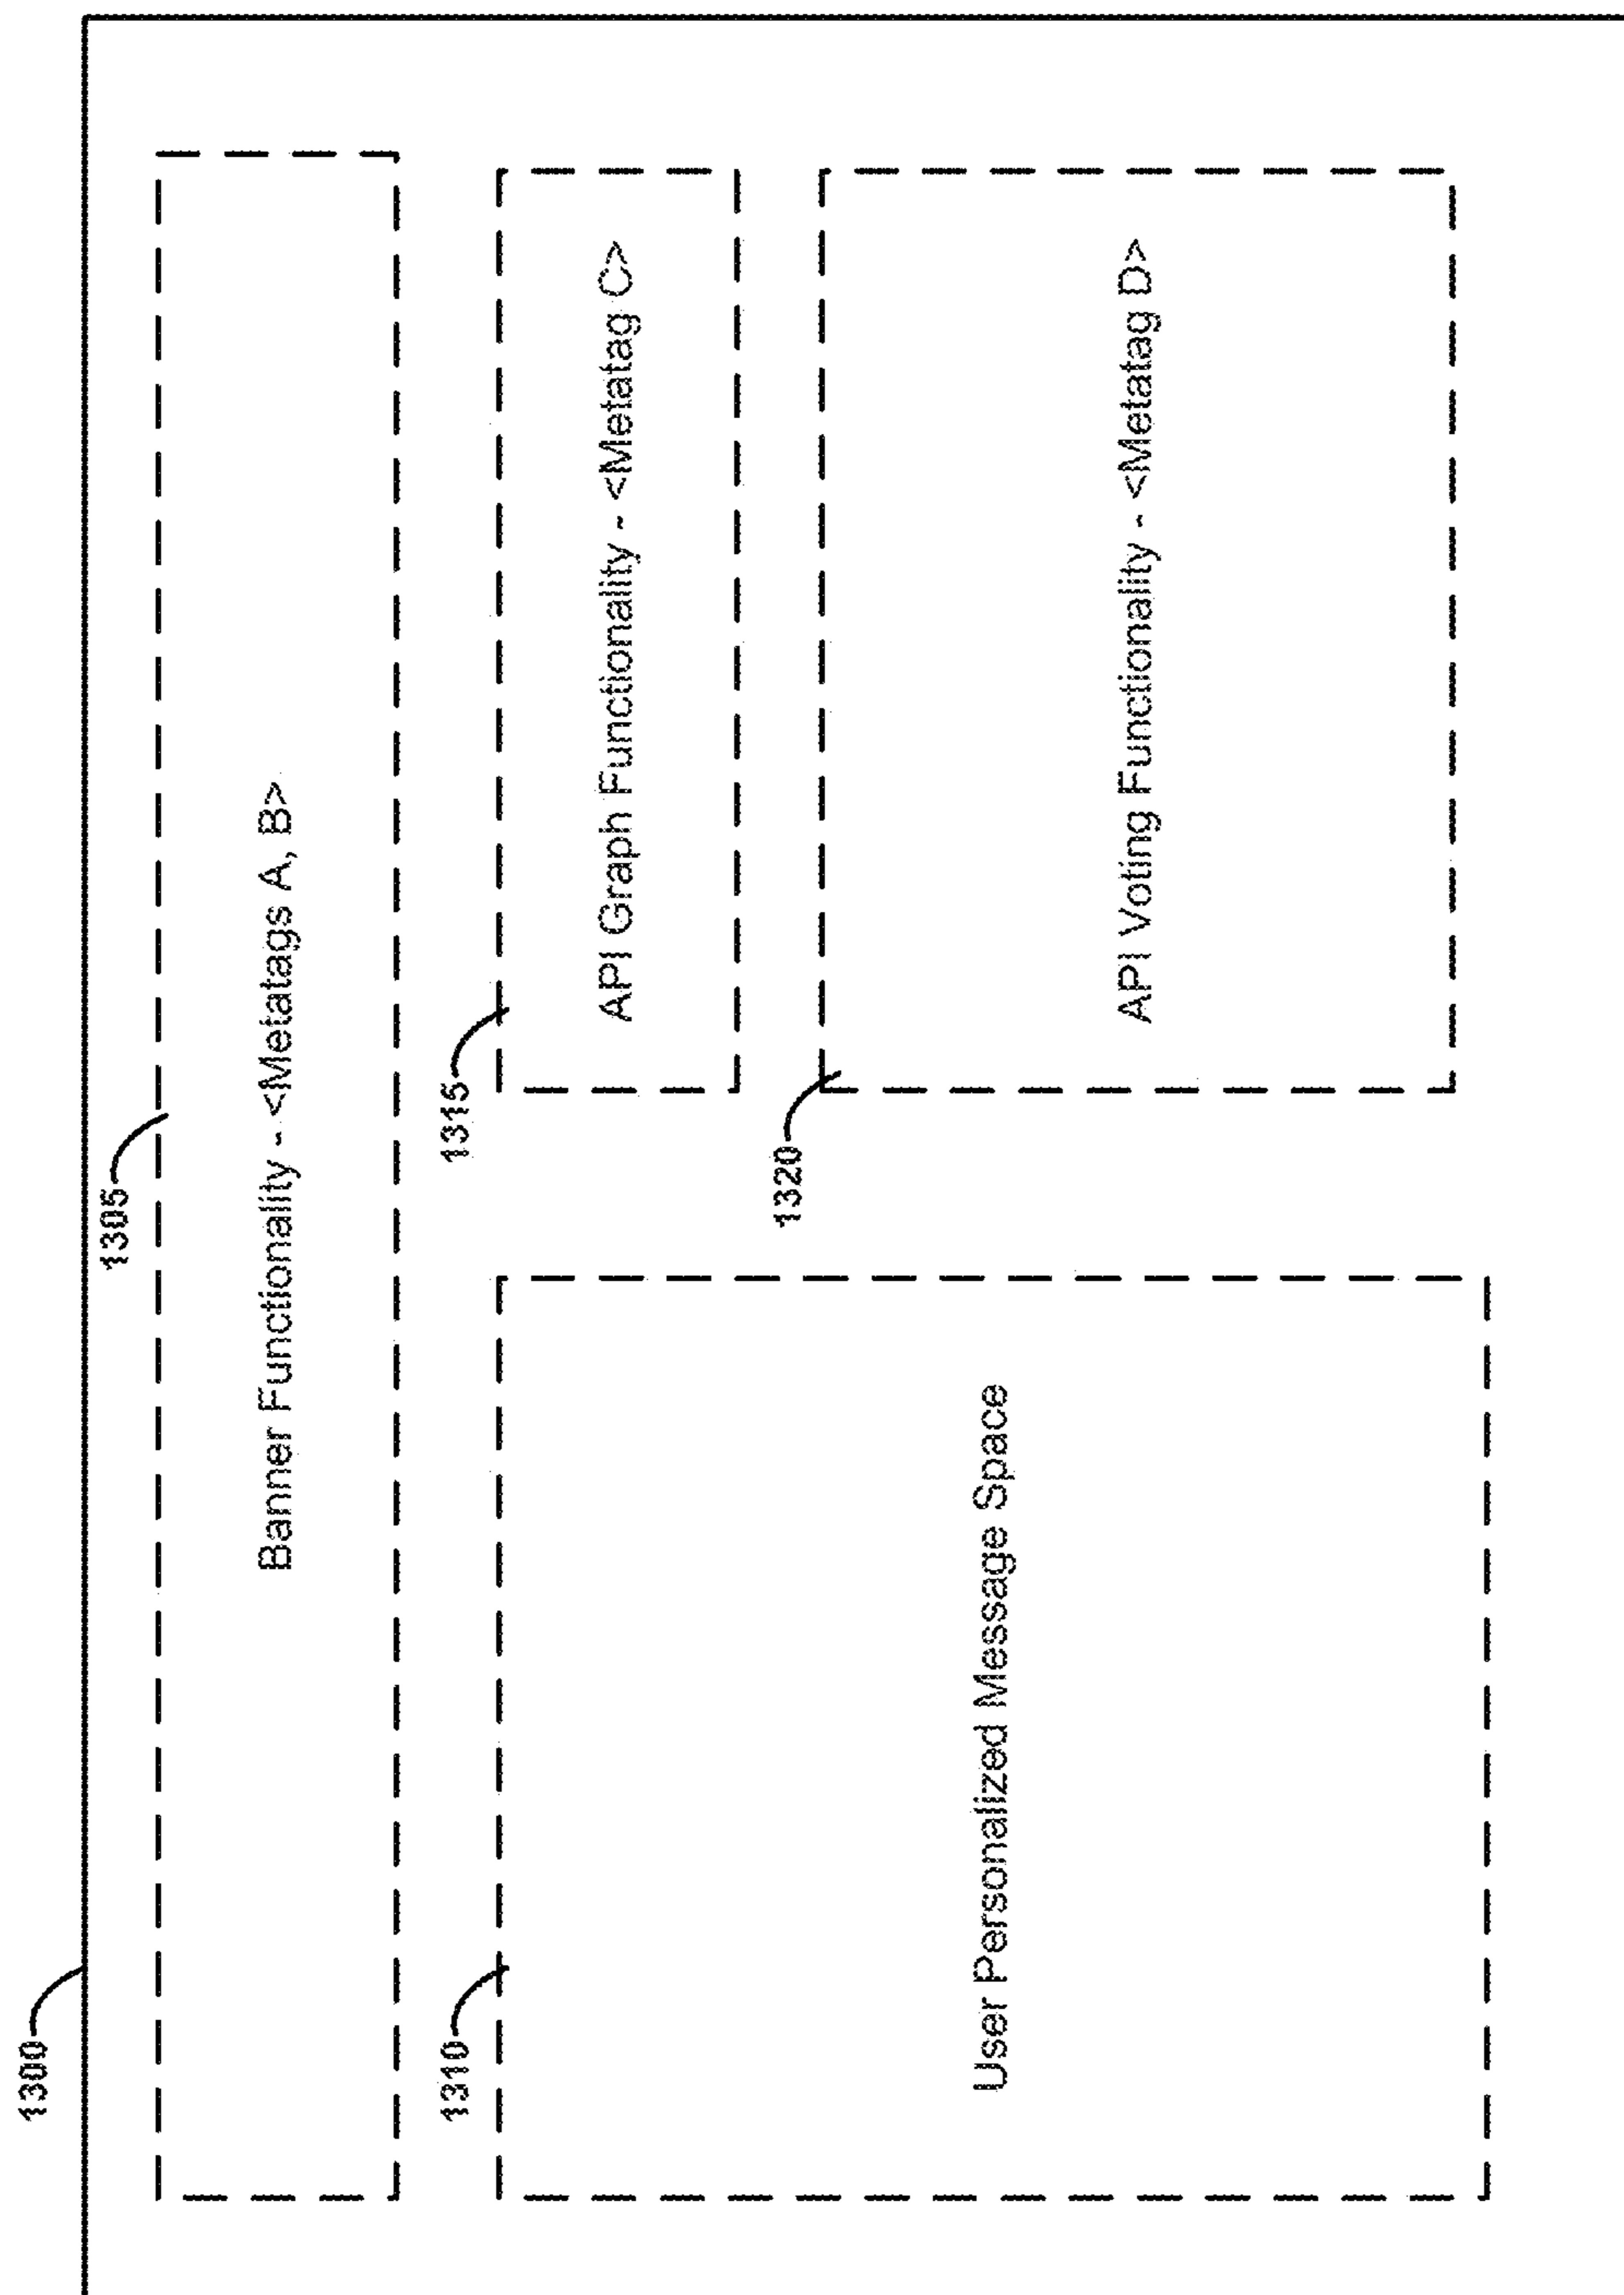 1300
1305
Banner Functionality - <Metatags A, B>
1310
User Personalized Message Space
1315
API Graph Functionality - <Metatag C>
1320
API Voting Functionality - <Metatag D>